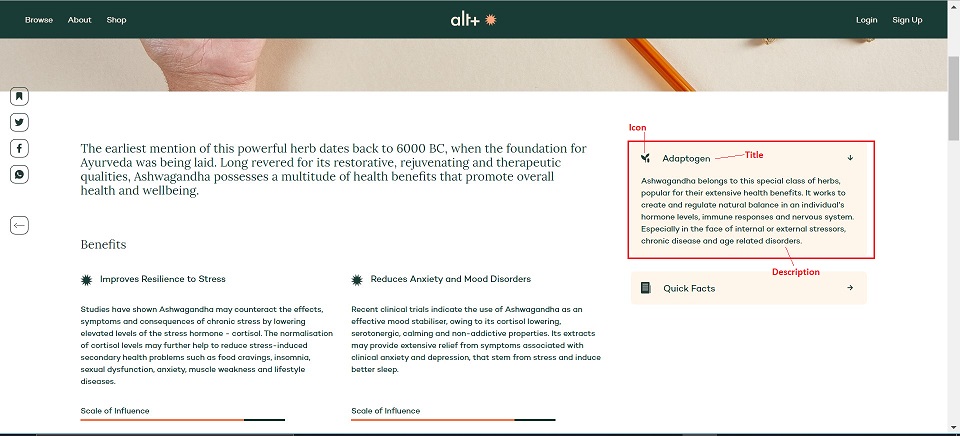 Browse About Shop alt+ Login Sign Up
The earliest mention of this powerful herb dates back to 6000 BC, when the foundation for
Ayurveda was being laid. Long revered for its restorative, rejuvenating and therapeutic
qualities, Ashwagandha possesses a multitude of health benefits that promote overall
health and wellbeing.
Benefits
Improves Resilience to Stress
Studies have shown Ashwagandha may counteract the effects,
symptoms and consequences of chronic stress by lowering
elevated levels of the stress hormone - cortisol. The normalisation
of cortisol levels may further help to reduce stress-induced
secondary health problems such as food cravings, insomnia,
sexual dysfunction, anxiety, muscle weakness and lifestyle
diseases.
Scale of Influence
Reduces Anxiety and Mood Disorders
Recent clinical trials indicate the use of Ashwagandha as an
effective mood stabiliser, owing to its cortisol lowering,
serotonergic, calming and non-addictive properties. Its extracts
may provide extensive relief from symptoms associated with
clinical anxiety and depression, that stem from stress and induce
better sleep.
Scale of Influence
Icon
Adaptogen
Title
Ashwagandha belongs to this special class of herbs,
popular for their extensive health benefits. It works to
create and regulate natural balance in an individual's
hormone levels, immune responses and nervous system.
Especially in the face of internal or external stressors,
chronic disease and age related disorders.
Description
Quick Facts